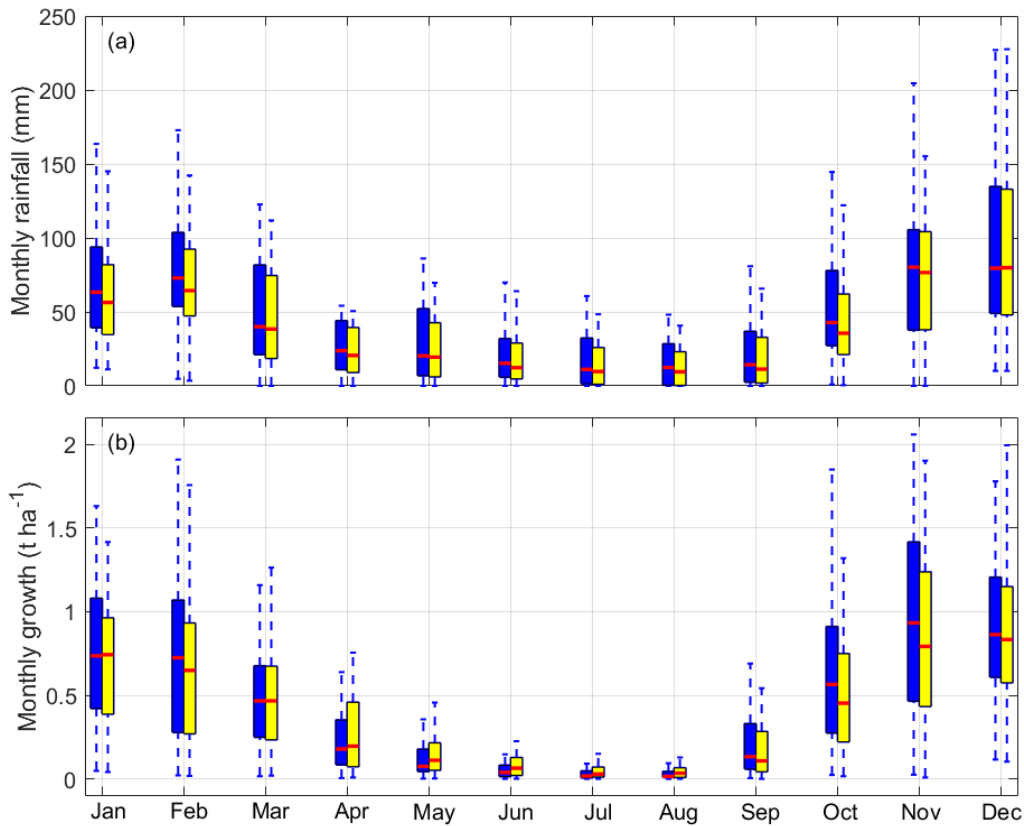 (a)
Monthly rainfall (mm)
250
200
150
100
50
0
(b)
Monthly growth (t ha⁻¹)
2
1.5
1
0.5
0
Jan Feb Mar Apr May Jun Jul Aug Sep Oct Nov Dec